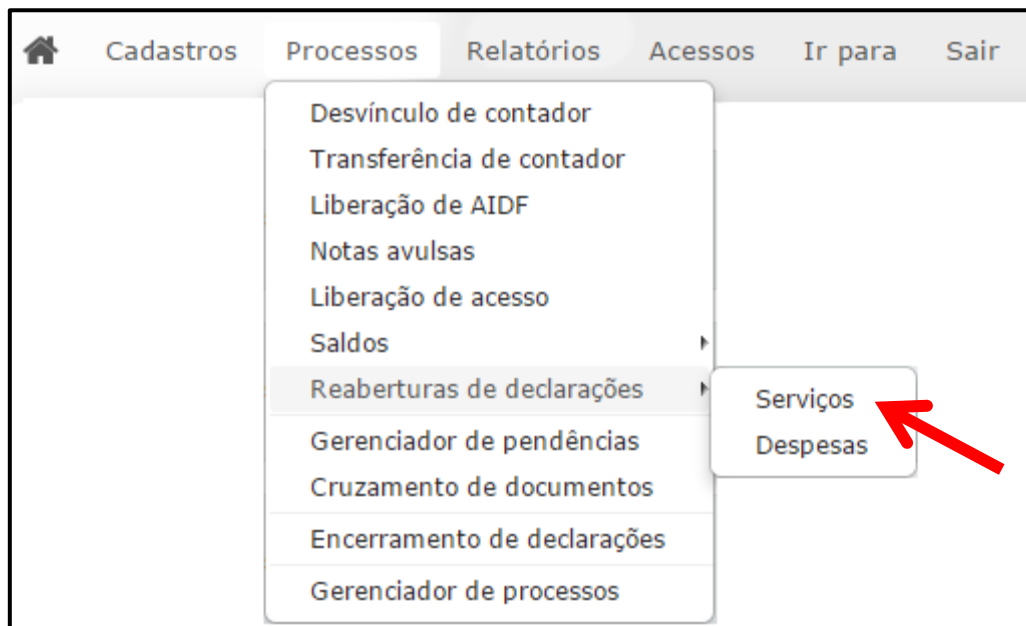 Cadastros Processos Relatórios Acessos Ir para Sair
Desvínculo de contador
Transferência de contador
Liberação de AIDF
Notas avulsas
Liberação de acesso
Saldos
Reaberturas de declarações
Serviços
Despesas
Gerenciador de pendências
Cruzamento de documentos
Encerramento de declarações
Gerenciador de processos